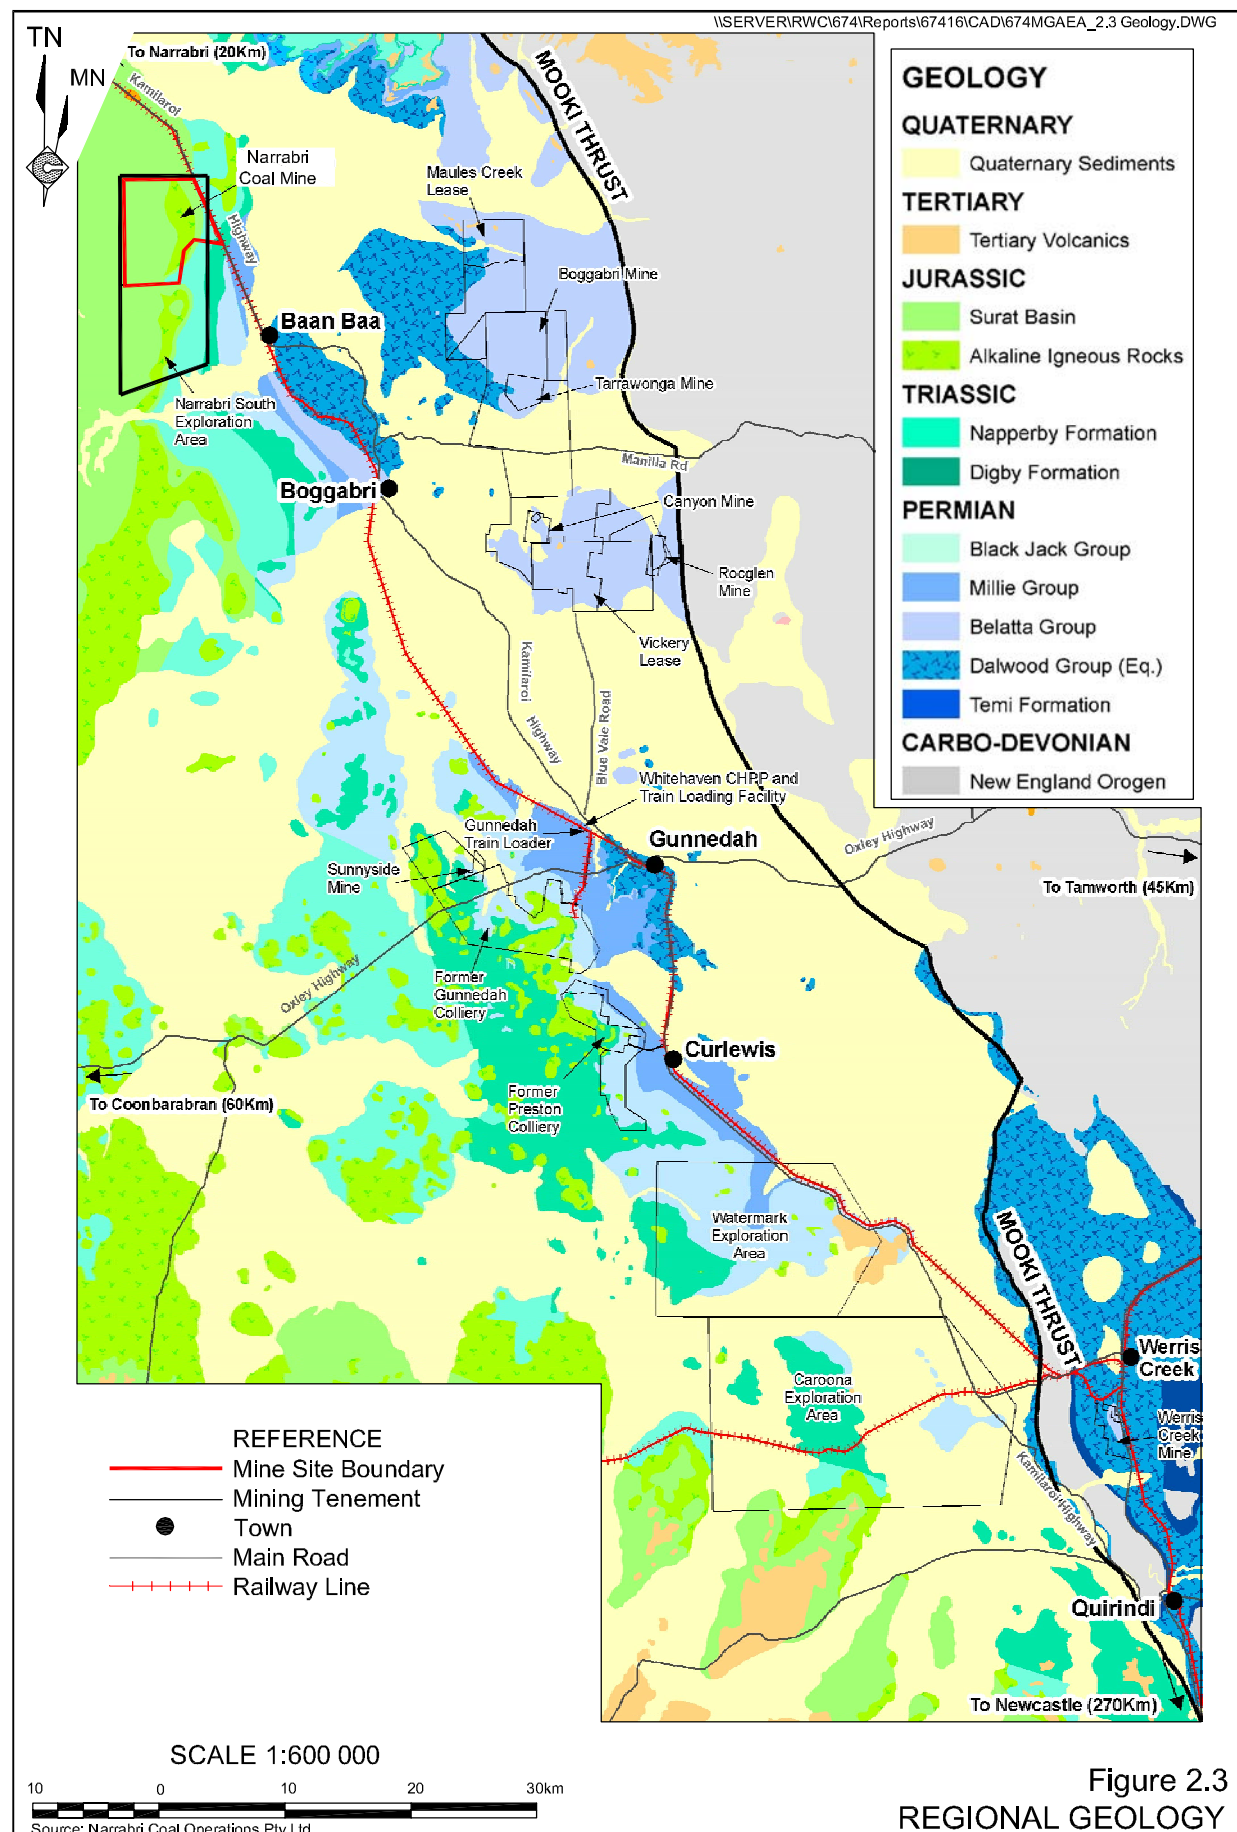 \\SERVER\RWC\674\Reports\67416\CAD\674MGAEA_2.3 Geology.DWG
TN
MN
To Narrabri (20Km)
Kamilaroi
Highway
Narrabri
Coal Mine
MOOKI THRUST
Maules Creek
Lease
Boggabri Mine
Baan Baa
Tarrawonga Mine
Narrabri South
Exploration
Area
Manilla Rd
Boggabri
Canyon Mine
Rocglen
Mine
Vickery
Lease
Kamilaroi
Highway
Blue Vale Road
Whitehaven CHPP and
Train Loading Facility
Gunnedah
Train Loader
Gunnedah
Oxley Highway
Sunnyside
Mine
To Tamworth (45Km)
Former
Gunnedah
Colliery
Oxley Highway
Curlewis
Former
Preston
Colliery
To Coonbarabran (60Km)
Watermark
Exploration
Area
MOOKI THRUST
Werris
Creek
Caroona
Exploration
Area
Werris
Creek
Mine
Kamilaroi Highway
Quirindi
To Newcastle (270Km)
GEOLOGY
QUATERNARY
Quaternary Sediments
TERTIARY
Tertiary Volcanics
JURASSIC
Surat Basin
Alkaline Igneous Rocks
TRIASSIC
Napperby Formation
Digby Formation
PERMIAN
Black Jack Group
Millie Group
Belatta Group
Dalwood Group (Eq.)
Temi Formation
CARBO-DEVONIAN
New England Orogen
REFERENCE
Mine Site Boundary
Mining Tenement
Town
Main Road
Railway Line
SCALE 1:600 000
10 0 10 20 30km
Source: Narrabri Coal Operations Pty Ltd
Figure 2.3
REGIONAL GEOLOGY